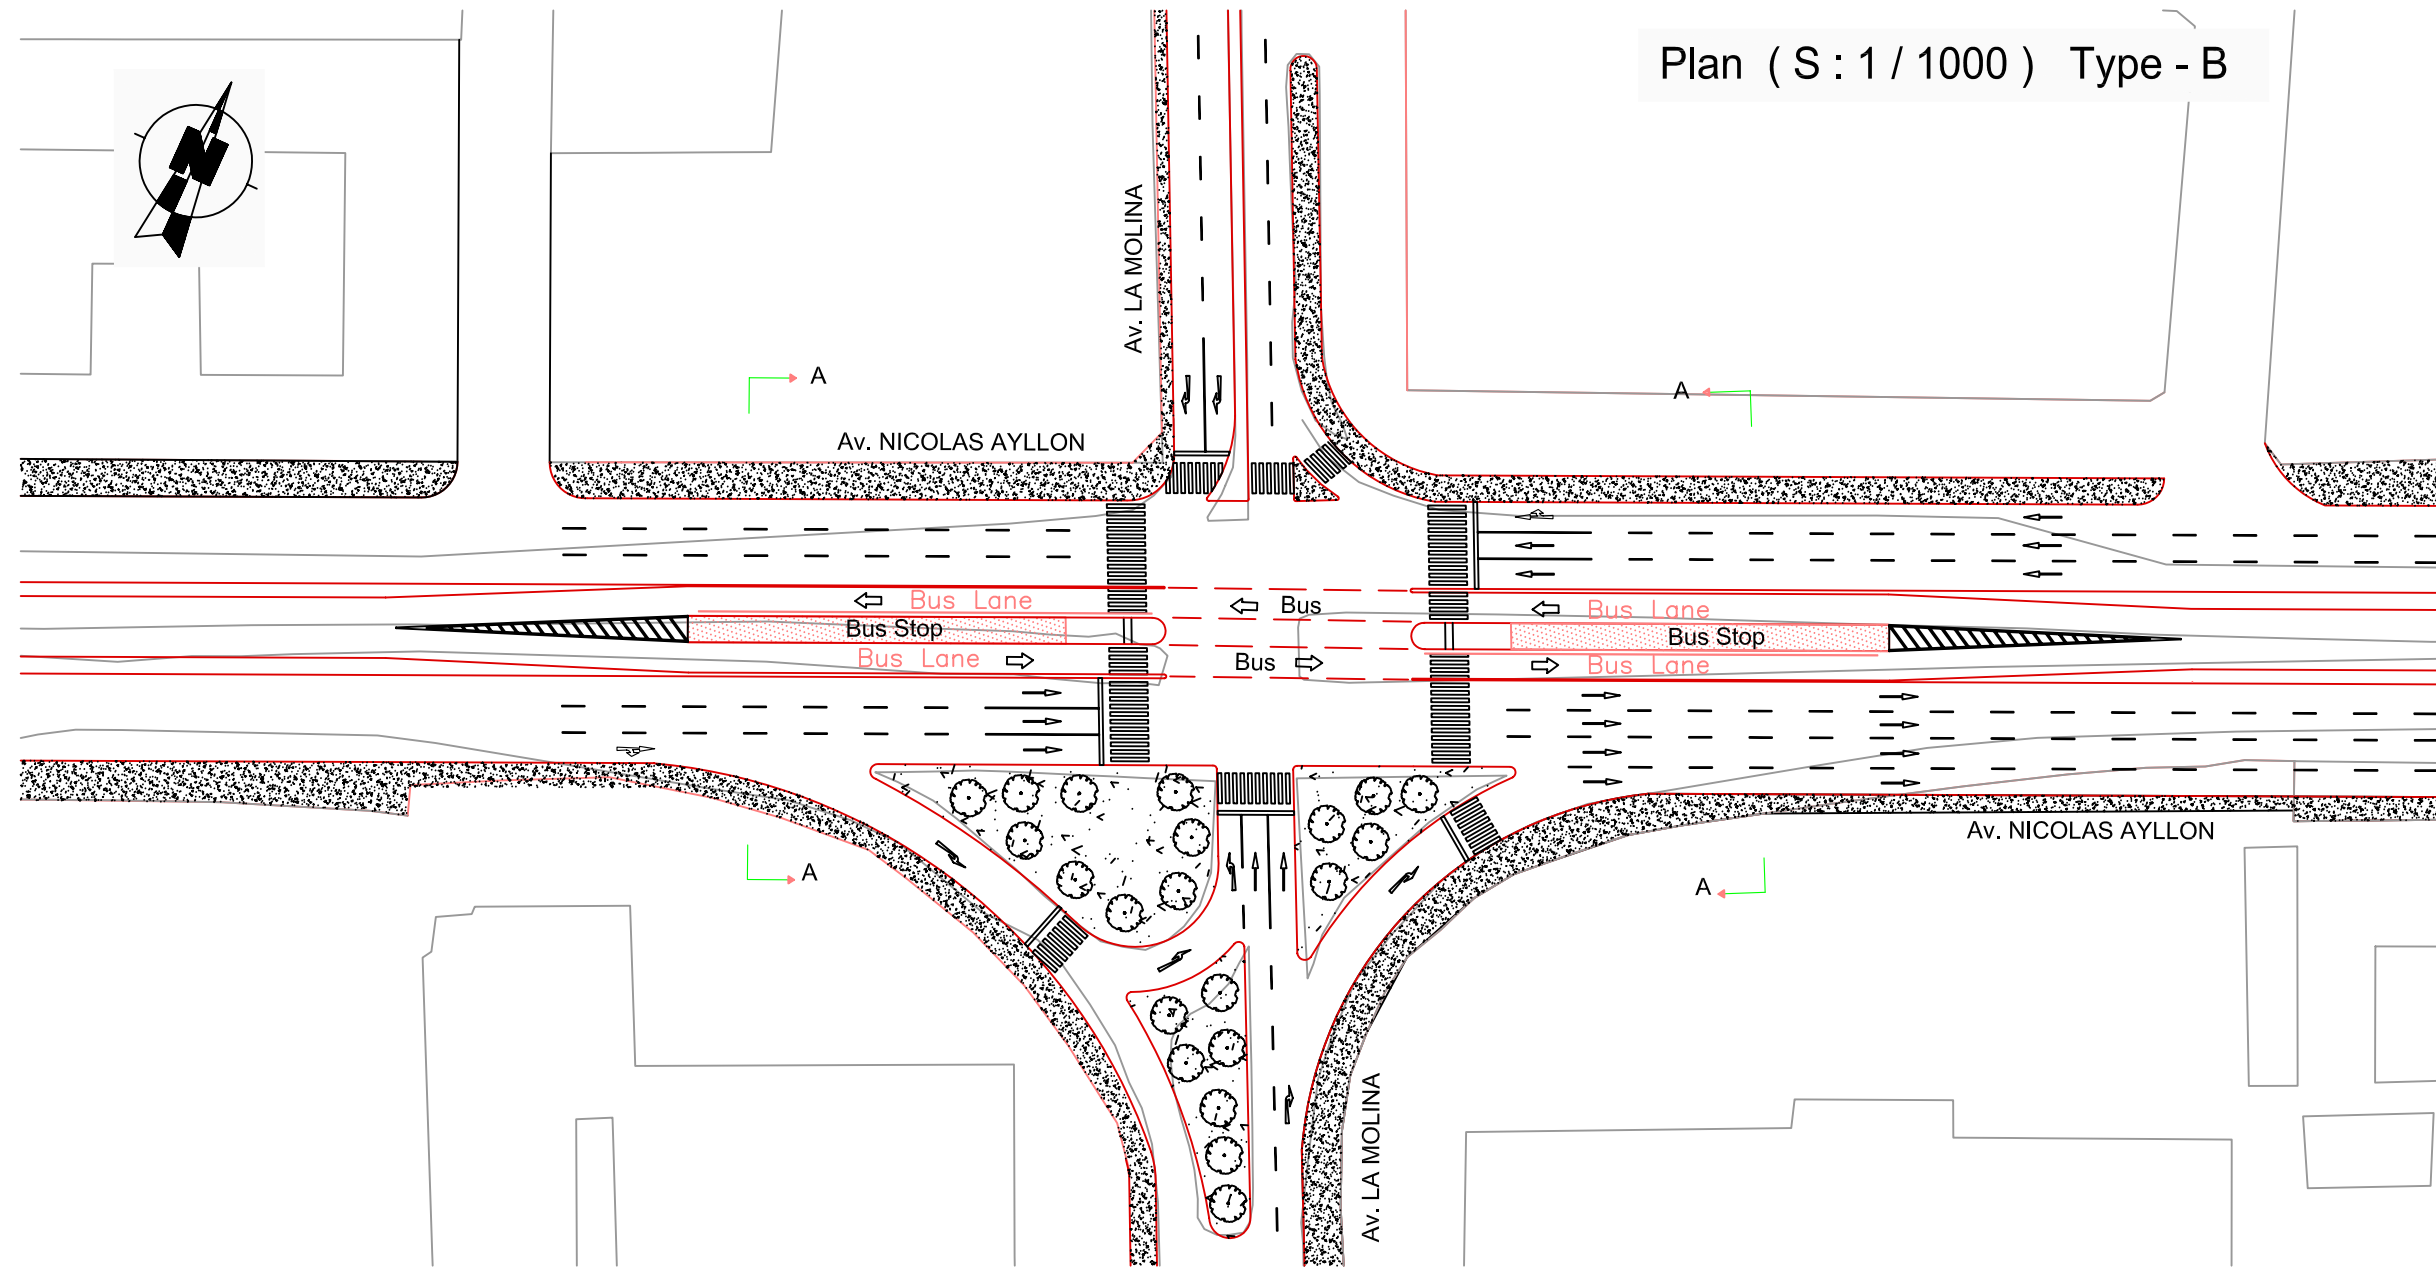 Plan ( S : 1 / 1000 ) Type - B
N
Av. LA MOLINA
A
A
Av. NICOLAS AYLLON
Bus Lane
Bus
Bus Lane
Bus Stop
Bus Stop
Bus Lane
Bus
Bus Lane
Av. NICOLAS AYLLON
A
A
Av. LA MOLINA